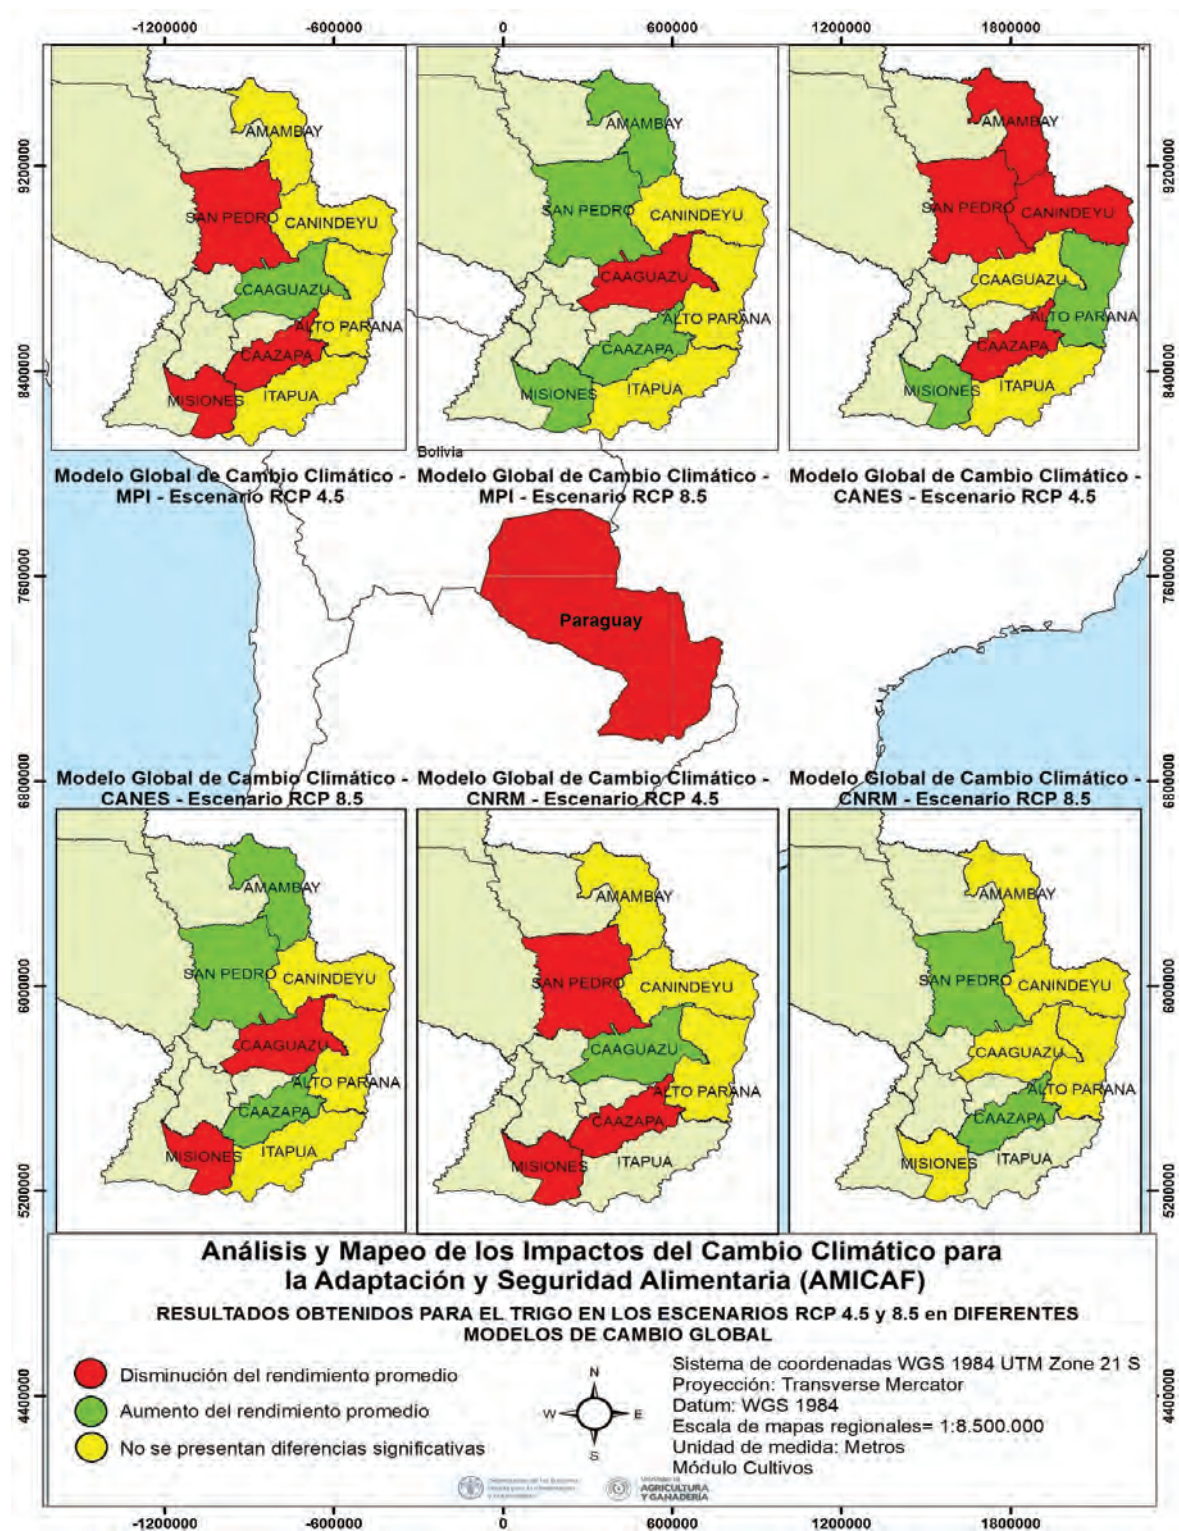 -1200000 -600000 0 600000 1200000 1800000
9200000
8400000
7600000
6800000
6000000
5200000
4400000
AMAMBAY
SAN PEDRO
CANINDEYU
CAAGUAZU
ALTO PARANA
CAAZAPA
MISIONES
ITAPUA
AMAMBAY
SAN PEDRO
CANINDEYU
CAAGUAZU
ALTO PARANA
CAAZAPA
MISIONES
ITAPUA
AMAMBAY
SAN PEDRO
CANINDEYU
CAAGUAZU
ALTO PARANA
CAAZAPA
MISIONES
ITAPUA
Bolivia
Modelo Global de Cambio Climático -
MPI - Escenario RCP 4.5
Modelo Global de Cambio Climático -
MPI - Escenario RCP 8.5
Modelo Global de Cambio Climático -
CANES - Escenario RCP 4.5
Paraguay
Modelo Global de Cambio Climático -
CANES - Escenario RCP 8.5
Modelo Global de Cambio Climático -
CNRM - Escenario RCP 4.5
Modelo Global de Cambio Climático -
CNRM - Escenario RCP 8.5
AMAMBAY
SAN PEDRO
CANINDEYU
CAAGUAZU
ALTO PARANA
CAAZAPA
MISIONES
ITAPUA
AMAMBAY
SAN PEDRO
CANINDEYU
CAAGUAZU
ALTO PARANA
CAAZAPA
MISIONES
ITAPUA
AMAMBAY
SAN PEDRO
CANINDEYU
CAAGUAZU
ALTO PARANA
CAAZAPA
MISIONES
ITAPUA
9200000
8400000
7600000
6800000
6000000
5200000
4400000
Análisis y Mapeo de los Impactos del Cambio Climático para
la Adaptación y Seguridad Alimentaria (AMICAF)
RESULTADOS OBTENIDOS PARA EL TRIGO EN LOS ESCENARIOS RCP 4.5 y 8.5 en DIFERENTES
MODELOS DE CAMBIO GLOBAL
Disminución del rendimiento promedio
Aumento del rendimiento promedio
No se presentan diferencias significativas
N
W E
S
Sistema de coordenadas WGS 1984 UTM Zone 21 S
Proyección: Transverse Mercator
Datum: WGS 1984
Escala de mapas regionales= 1:8.500.000
Unidad de medida: Metros
Módulo Cultivos
AGRICULTURA
Y GANADERÍA
-1200000 -600000 0 600000 1200000 1800000